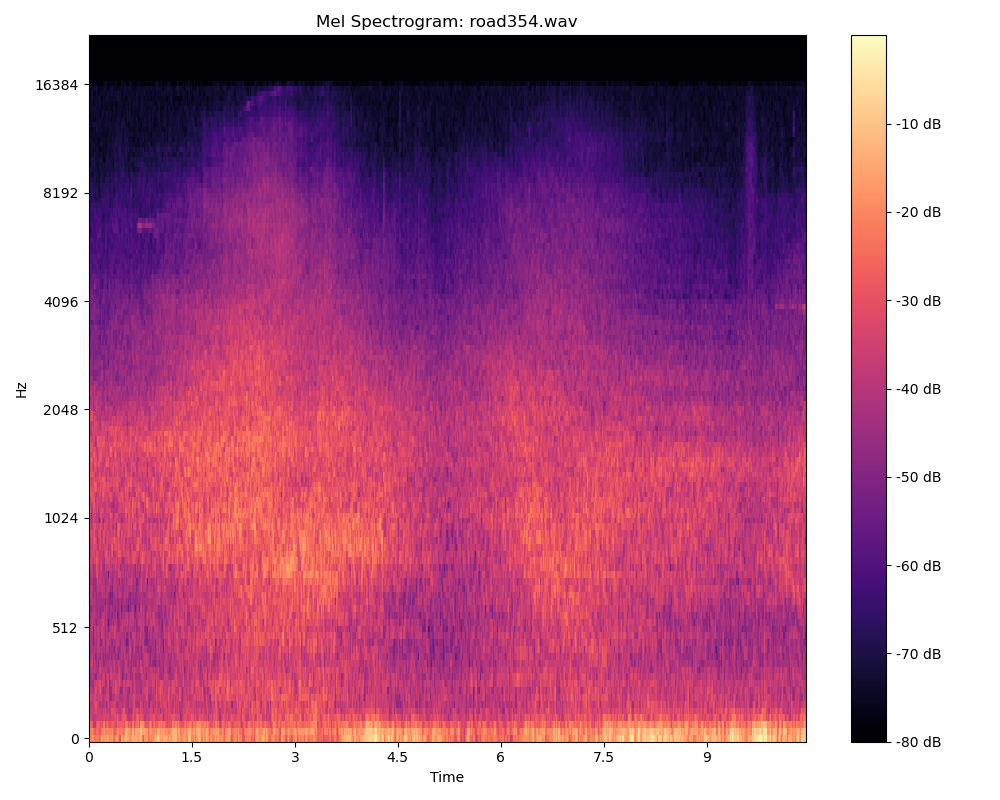 Mel Spectrogram: road354.wav
Hz
16384
8192
4096
2048
1024
512
0
0 1.5 3 4.5 6 7.5 9
Time
-10 dB
-20 dB
-30 dB
-40 dB
-50 dB
-60 dB
-70 dB
-80 dB